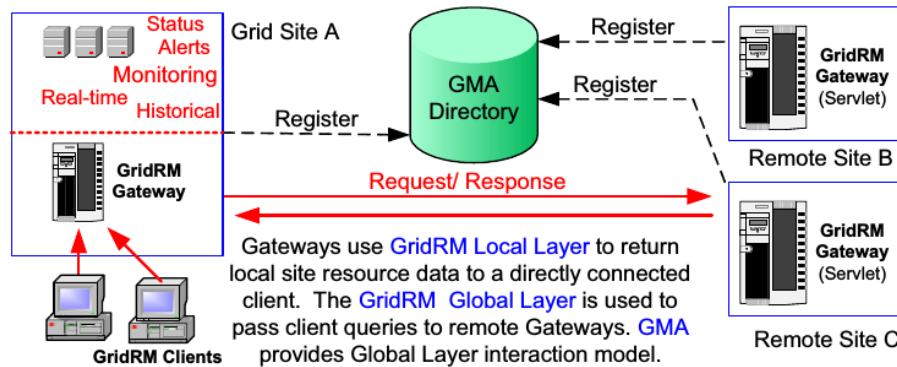 Status
Alerts
Monitoring
Real-time
Historical
Grid Site A
GridRM
Gateway
GridRM Clients
Register
GMA
Directory
Register
Register
GridRM
Gateway
(Servlet)
Remote Site B
Request/ Response
GridRM
Gateway
(Servlet)
Remote Site C
Gateways use GridRM Local Layer to return
local site resource data to a directly connected
client. The GridRM Global Layer is used to
pass client queries to remote Gateways. GMA
provides Global Layer interaction model.